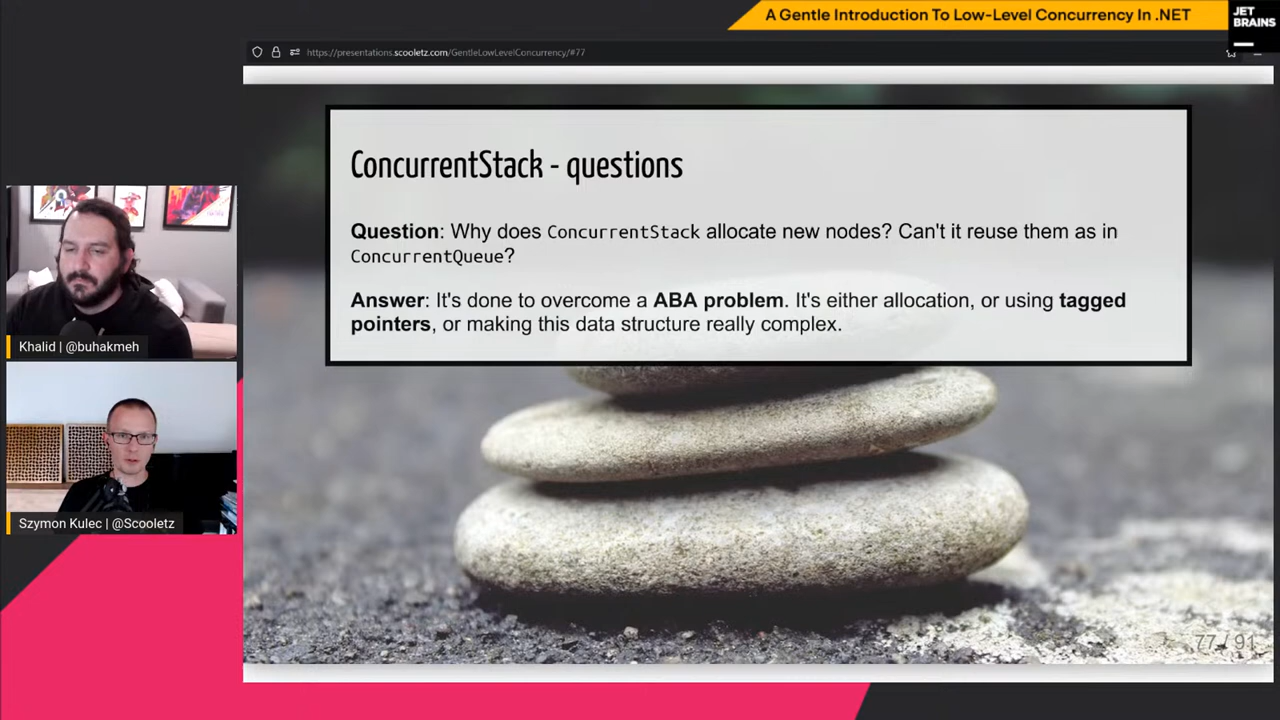 A Gentle Introduction To Low-Level Concurrency In .NET
JET
BRAINS
https://presentations.scooletz.com/GentleLowLevelConcurrency/#77
ConcurrentStack - questions
Question: Why does ConcurrentStack allocate new nodes? Can't it reuse them as in
ConcurrentQueue?
Answer: It's done to overcome a ABA problem. It's either allocation, or using tagged
pointers, or making this data structure really complex.
Khalid | @buhakmeh
Szymon Kulec | @Scooletz
77 / 91